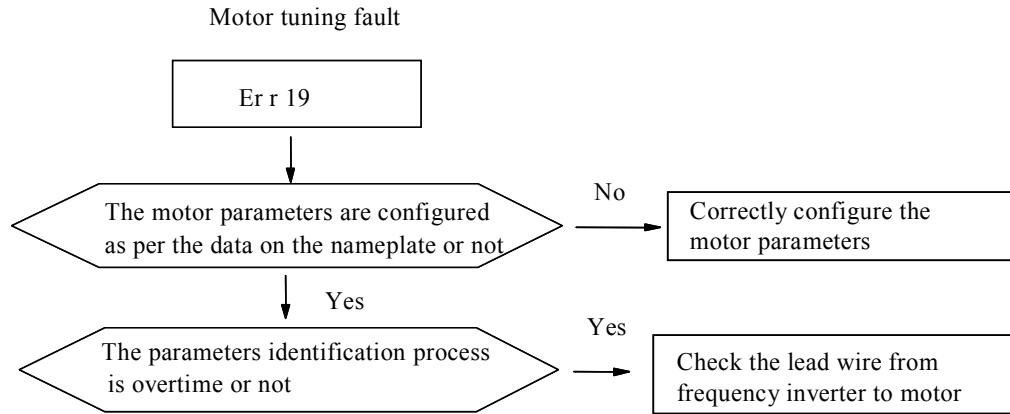 Motor tuning fault
Er r 19
The motor parameters are configured
as per the data on the nameplate or not
No
Correctly configure the
motor parameters
Yes
The parameters identification process
is overtime or not
Yes
Check the lead wire from
frequency inverter to motor